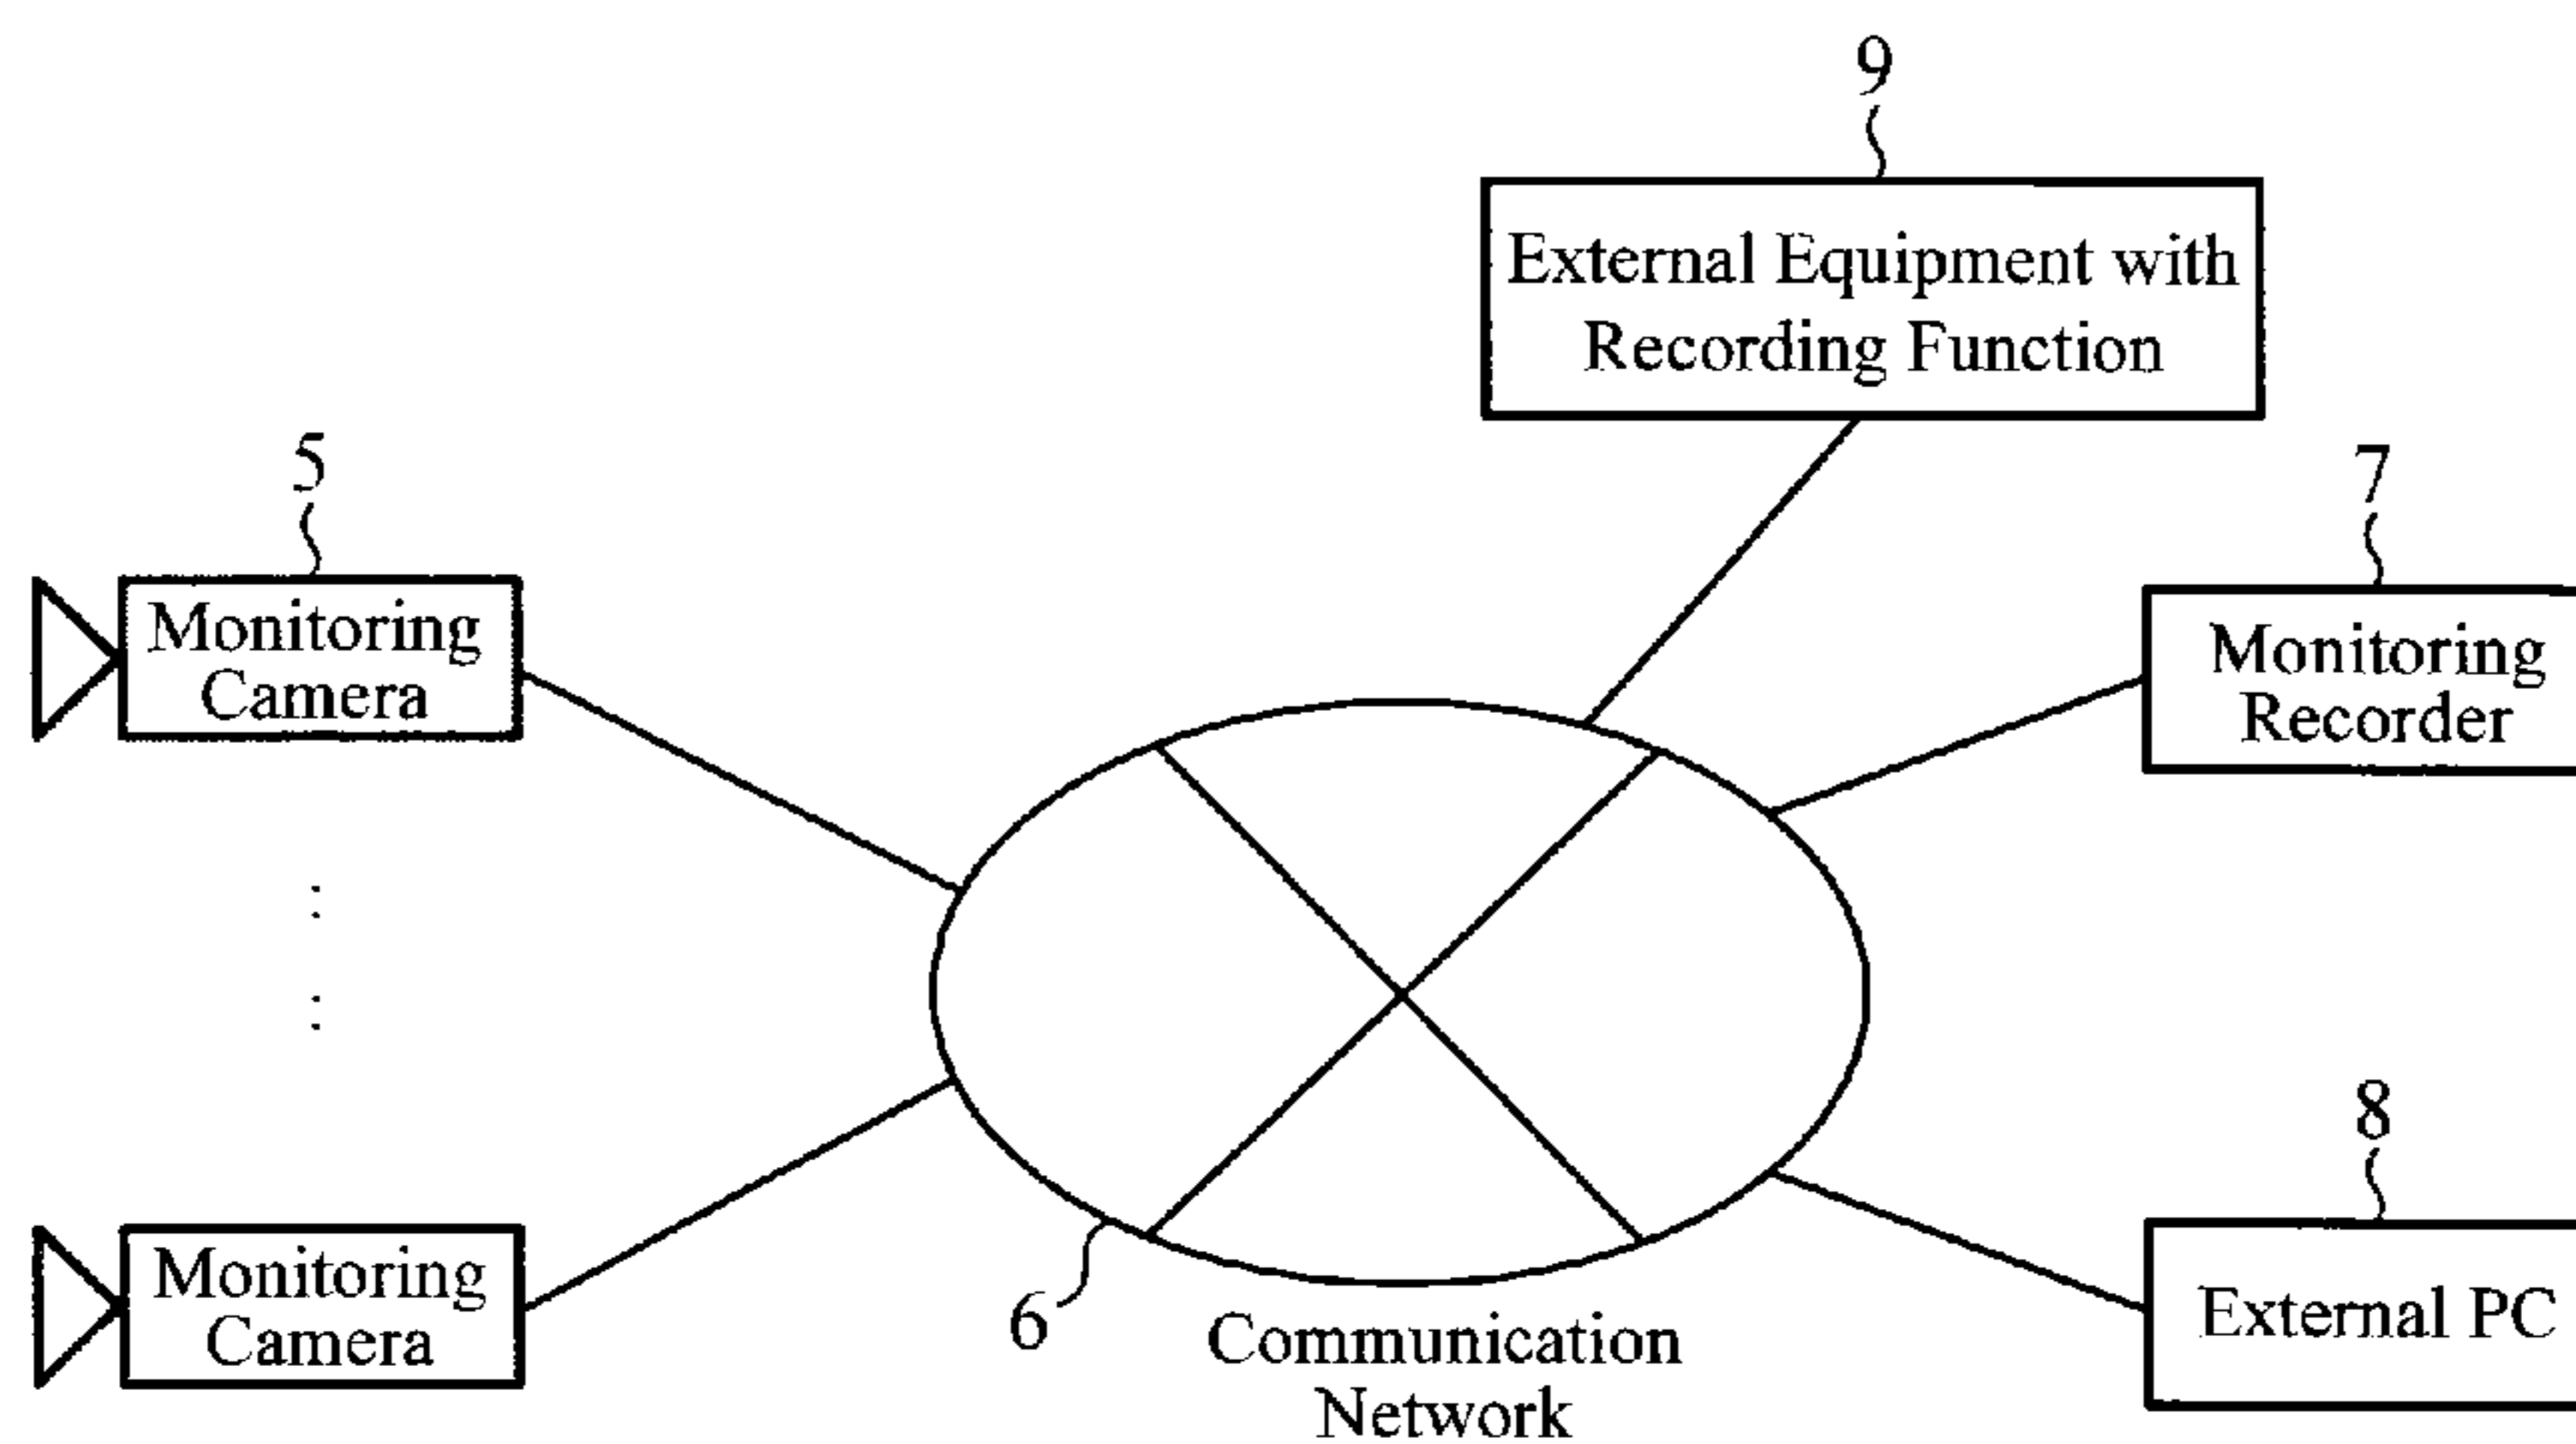 9
External Equipment with
Recording Function
5
Monitoring
Camera
7
Monitoring
Recorder
8
External PC
6
Communication
Network
Monitoring
Camera